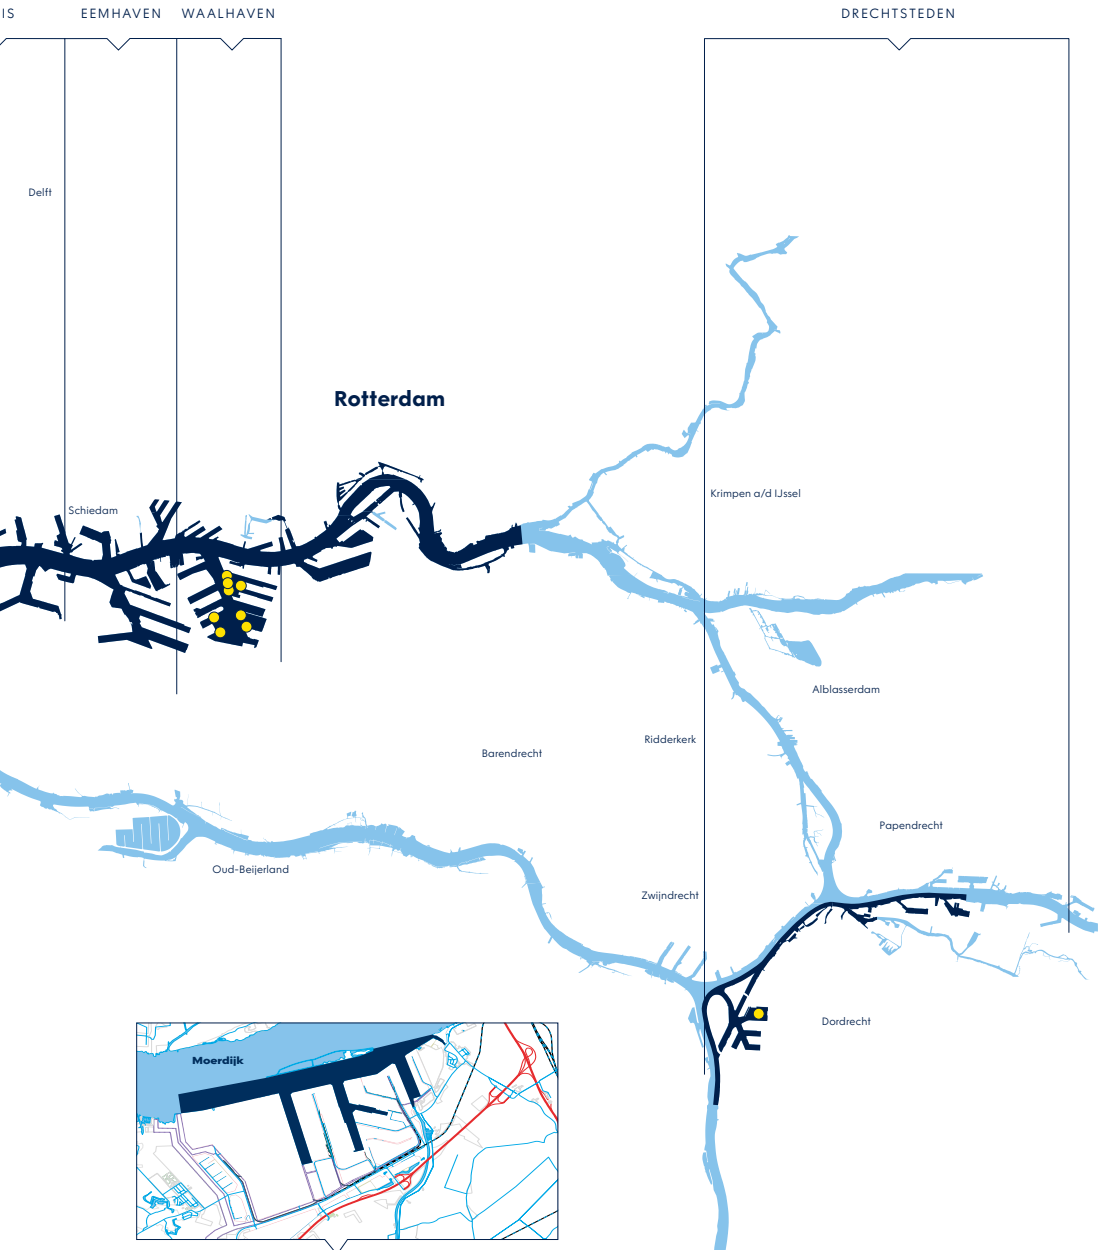 IS
EEMHAVEN
WAALHAVEN
DRECHTSTEDEN
Delft
Rotterdam
Krimpen a/d IJssel
Schiedam
Alblasserdam
Ridderkerk
Barendrecht
Papendrecht
Oud-Beijerland
Zwijndrecht
Dordrecht
Moerdijk